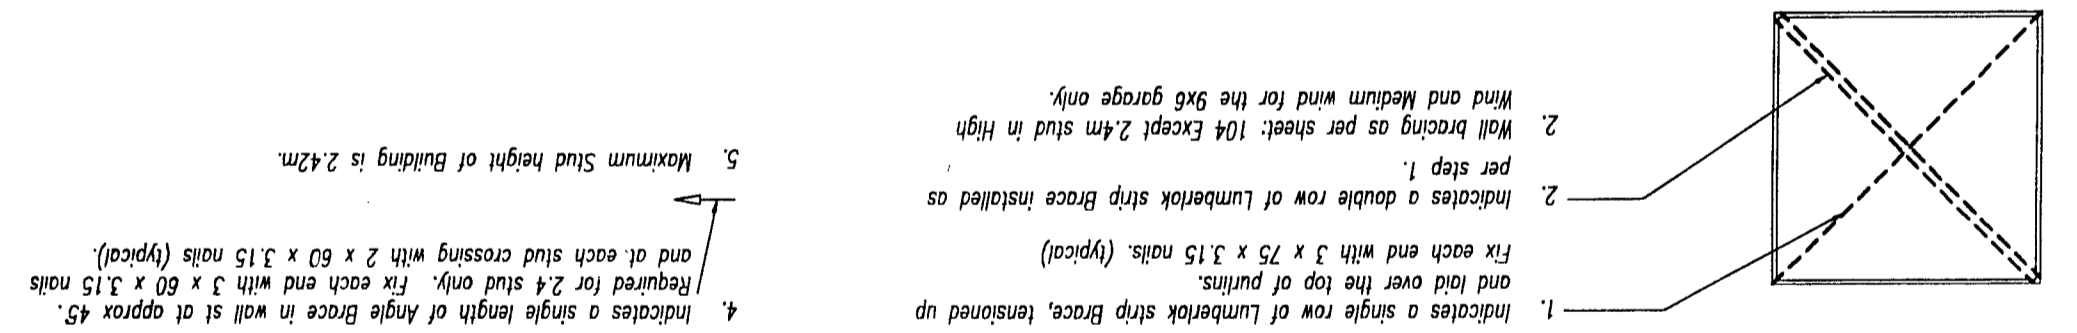 1. Indicates a single row of Lumberlok strip Brace, tensioned up
and laid over the top of purlins.
Fix each end with 3 x 75 x 3.15 nails. (typical)
2. Indicates a double row of Lumberlok strip Brace installed as
per step 1.
2. Wall bracing as per sheet: 104 Except 2.4m stud in High
Wind and Medium wind for the 9x6 garage only.
4. Indicates a single length of Angle Brace in wall st at approx 45°.
Required for 2.4 stud only. Fix each end with 3 x 60 x 3.15 nails
and at each stud crossing with 2 x 60 x 3.15 nails (typical).
5. Maximum Stud height of Building is 2.42m.